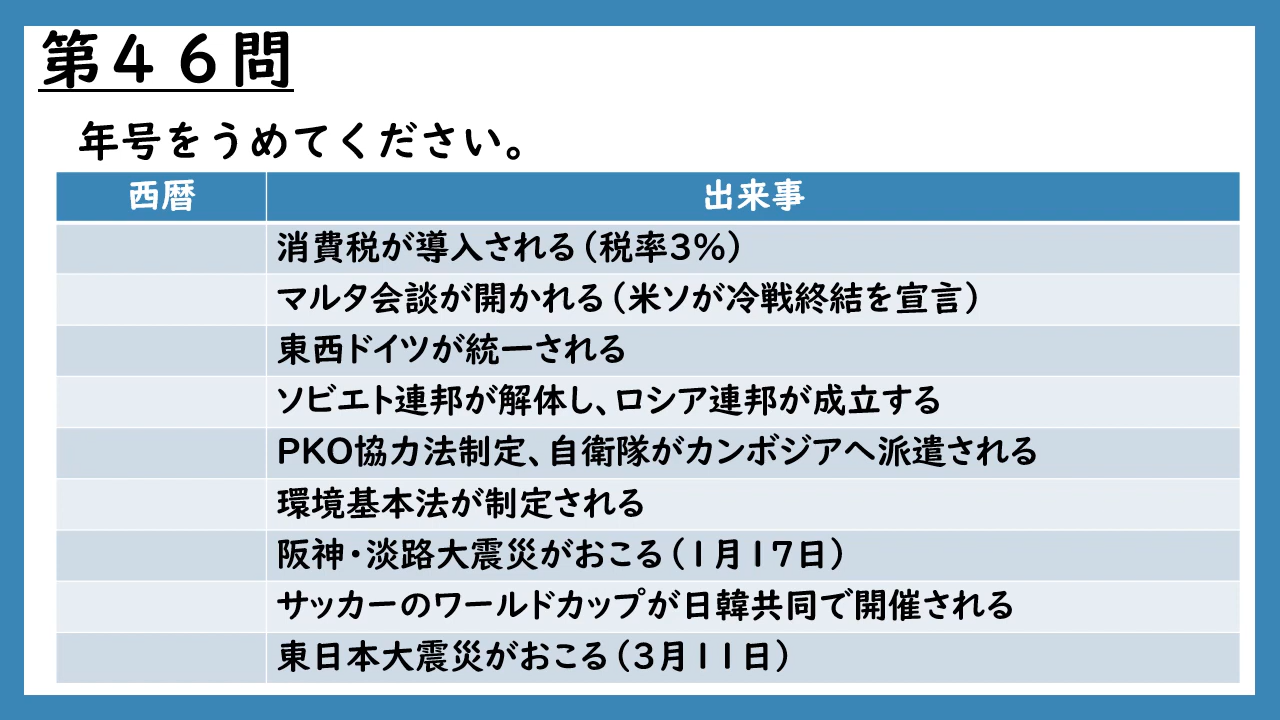 第４６問
年号をうめてください。
西暦 出来事
消費税が導入される（税率3％）
マルタ会談が開かれる（米ソが冷戦終結を宣言）
東西ドイツが統一される
ソビエト連邦が解体し、ロシア連邦が成立する
PKO協力法制定、自衛隊がカンボジアへ派遣される
環境基本法が制定される
阪神・淡路大震災がおこる（1月17日）
サッカーのワールドカップが日韓共同で開催される
東日本大震災がおこる（3月11日）